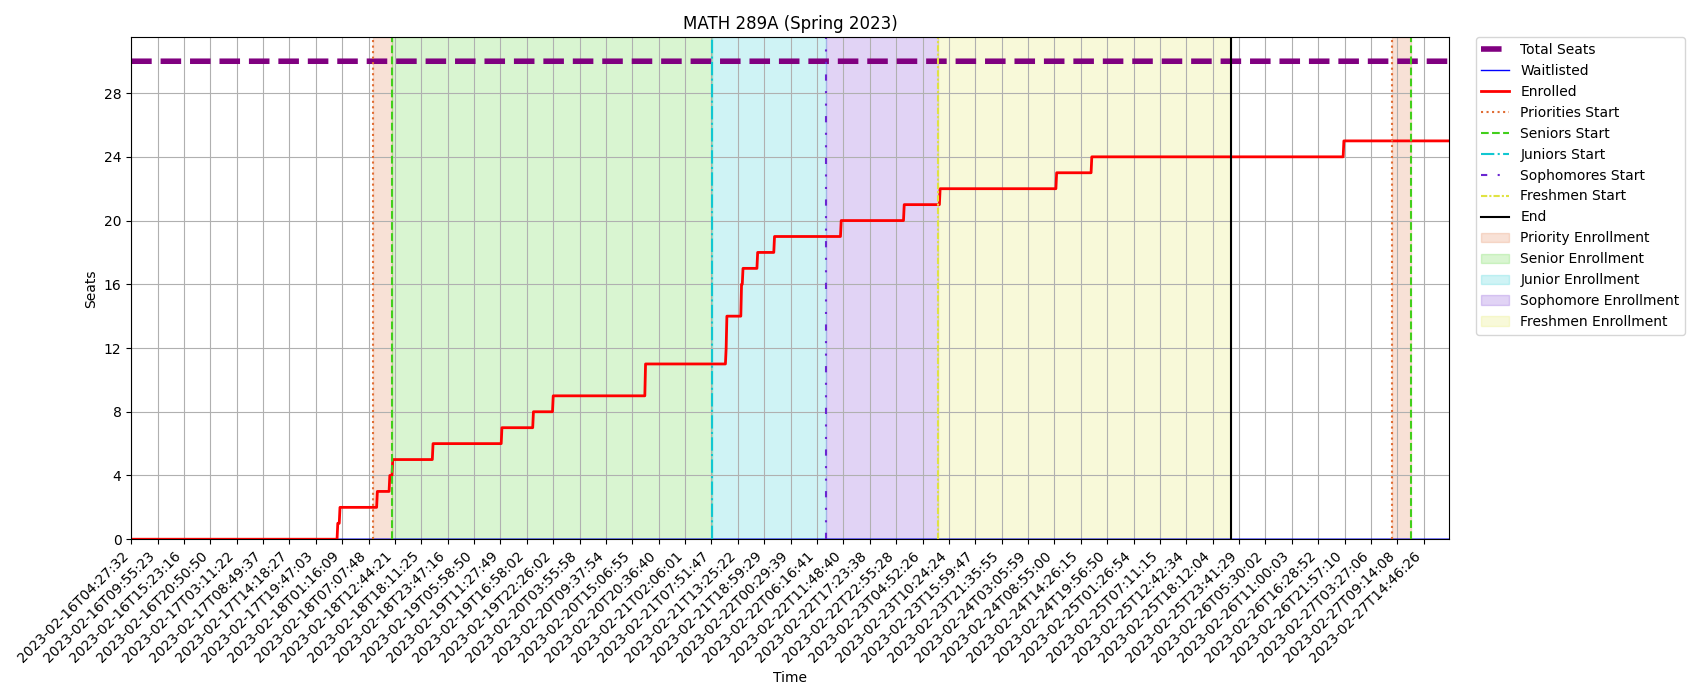 MATH 289A (Spring 2023)
Seats
28
24
20
16
12
8
4
0
2023-02-16T04:27:32
2023-02-16T09:55:23
2023-02-16T15:23:16
2023-02-16T20:50:50
2023-02-17T03:11:22
2023-02-17T08:49:37
2023-02-17T14:18:27
2023-02-17T19:47:03
2023-02-18T01:16:09
2023-02-18T07:07:48
2023-02-18T12:44:21
2023-02-18T18:11:25
2023-02-18T23:47:16
2023-02-19T05:58:50
2023-02-19T11:27:49
2023-02-19T16:58:02
2023-02-19T22:26:02
2023-02-20T03:55:58
2023-02-20T09:37:54
2023-02-20T15:06:55
2023-02-20T20:36:40
2023-02-21T02:06:01
2023-02-21T07:51:47
2023-02-21T13:25:22
2023-02-21T18:59:29
2023-02-22T00:29:39
2023-02-22T06:16:41
2023-02-22T11:48:40
2023-02-22T17:23:38
2023-02-22T22:55:28
2023-02-23T04:52:26
2023-02-23T10:24:24
2023-02-23T15:59:47
2023-02-23T21:35:55
2023-02-24T03:05:59
2023-02-24T08:55:00
2023-02-24T14:26:15
2023-02-24T19:56:50
2023-02-25T01:26:54
2023-02-25T07:11:15
2023-02-25T12:42:34
2023-02-25T18:12:04
2023-02-25T23:41:29
2023-02-26T05:30:02
2023-02-26T11:00:03
2023-02-26T16:28:52
2023-02-26T21:57:10
2023-02-27T03:27:06
2023-02-27T09:14:08
2023-02-27T14:46:26
Time
Total Seats
Waitlisted
Enrolled
Priorities Start
Seniors Start
Juniors Start
Sophomores Start
Freshmen Start
End
Priority Enrollment
Senior Enrollment
Junior Enrollment
Sophomore Enrollment
Freshmen Enrollment